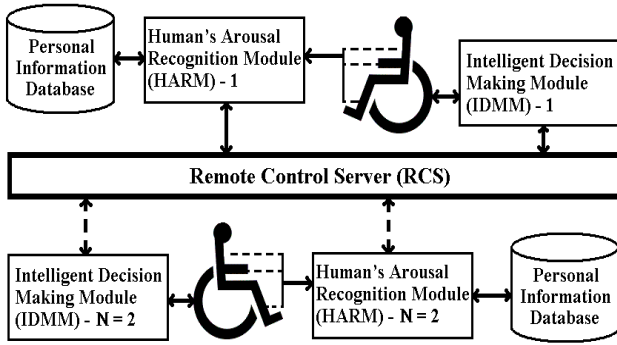 Personal
Information
Database
Human's Arousal
Recognition Module
(HARM) - 1
Intelligent Decision
Making Module
(IDMM) - 1
Remote Control Server (RCS)
Intelligent Decision
Making Module
(IDMM) - N = 2
Human's Arousal
Recognition Module
(HARM) - N = 2
Personal
Information
Database